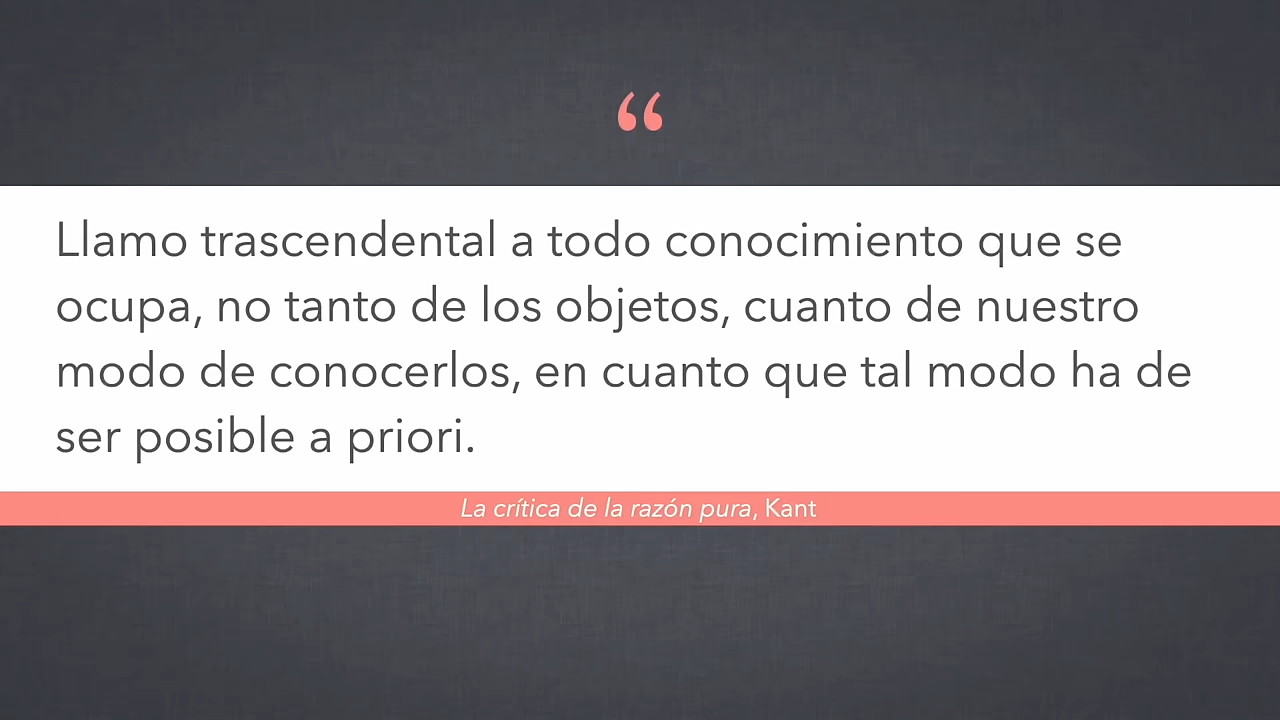 “
Llamo trascendental a todo conocimiento que se
ocupa, no tanto de los objetos, cuanto de nuestro
modo de conocerlos, en cuanto que tal modo ha de
ser posible a priori.
La crítica de la razón pura, Kant